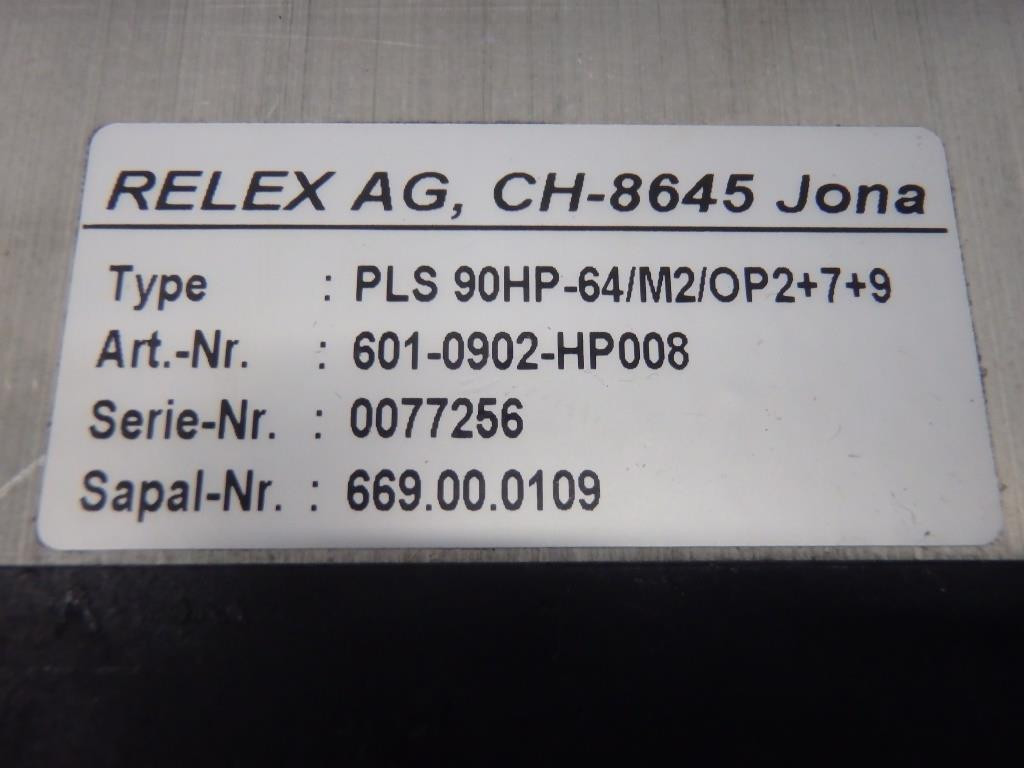 RELEX AG, CH-8645 Jona
Type : PLS 90HP-64/M2/OP2+7+9
Art.-Nr. : 601-0902-HP008
Serie-Nr. : 0077256
Sapal-Nr. : 669.00.0109